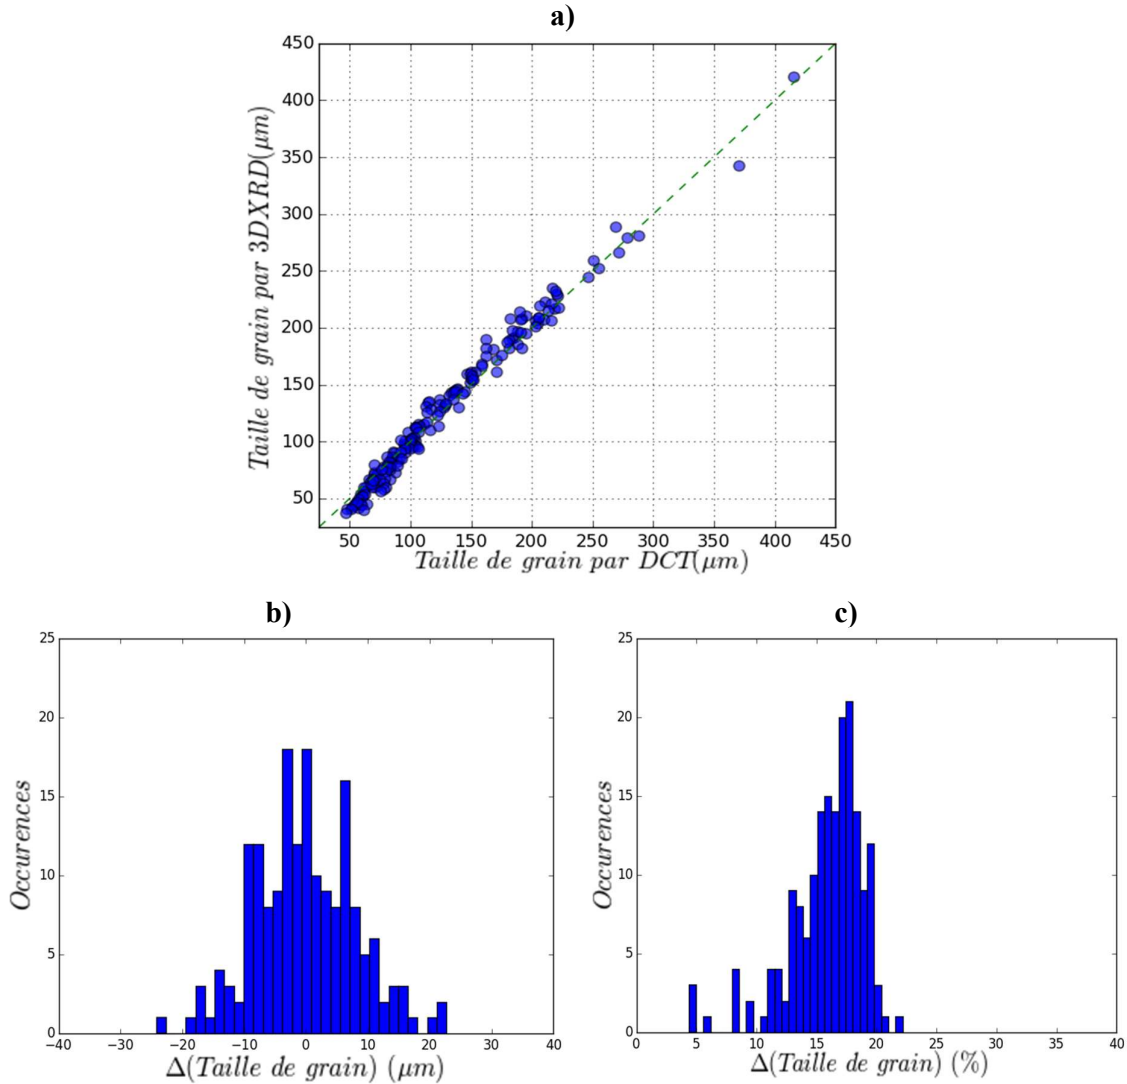 a)
450
400
350
300
250
200
150
100
50
Taille de grain par 3DXRD(μm)
50 100 150 200 250 300 350 400 450
Taille de grain par DCT(μm)
b)
25
20
15
10
5
0
Occurences
−40 −30 −20 −10 0 10 20 30 40
Δ(Taille de grain) (μm)
c)
25
20
15
10
5
0
Occurences
0 5 10 15 20 25 30 35 40
Δ(Taille de grain) (%)